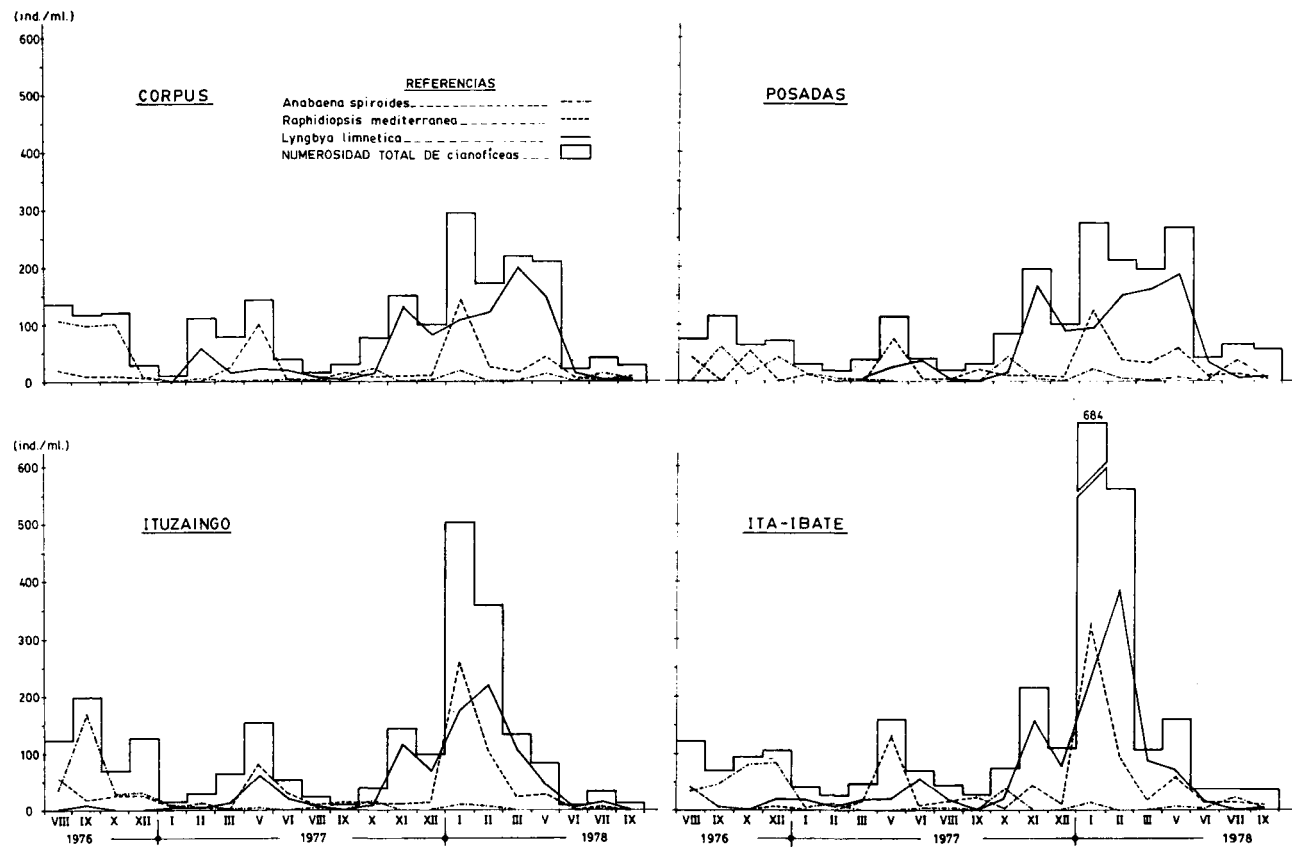 (ind./ml.)
600
500
400
300
200
100
0
CORPUS
REFERENCIAS
Anabaena spiroides
Raphidiopsis mediterranea
Lyngbya limnetica
NUMEROSIDAD TOTAL DE cianofíceas
POSADAS
(ind./ml.)
600
500
400
300
200
100
0
ITUZAINGO
684
ITA-IBATE
VIII IX X XII I II III V VI VIII IX X XI XII I II III V VI VII IX
1976 1977 1978
VIII IX X XII I II III V VI VIII IX X XI XII I II III V VI VII IX
1976 1977 1978